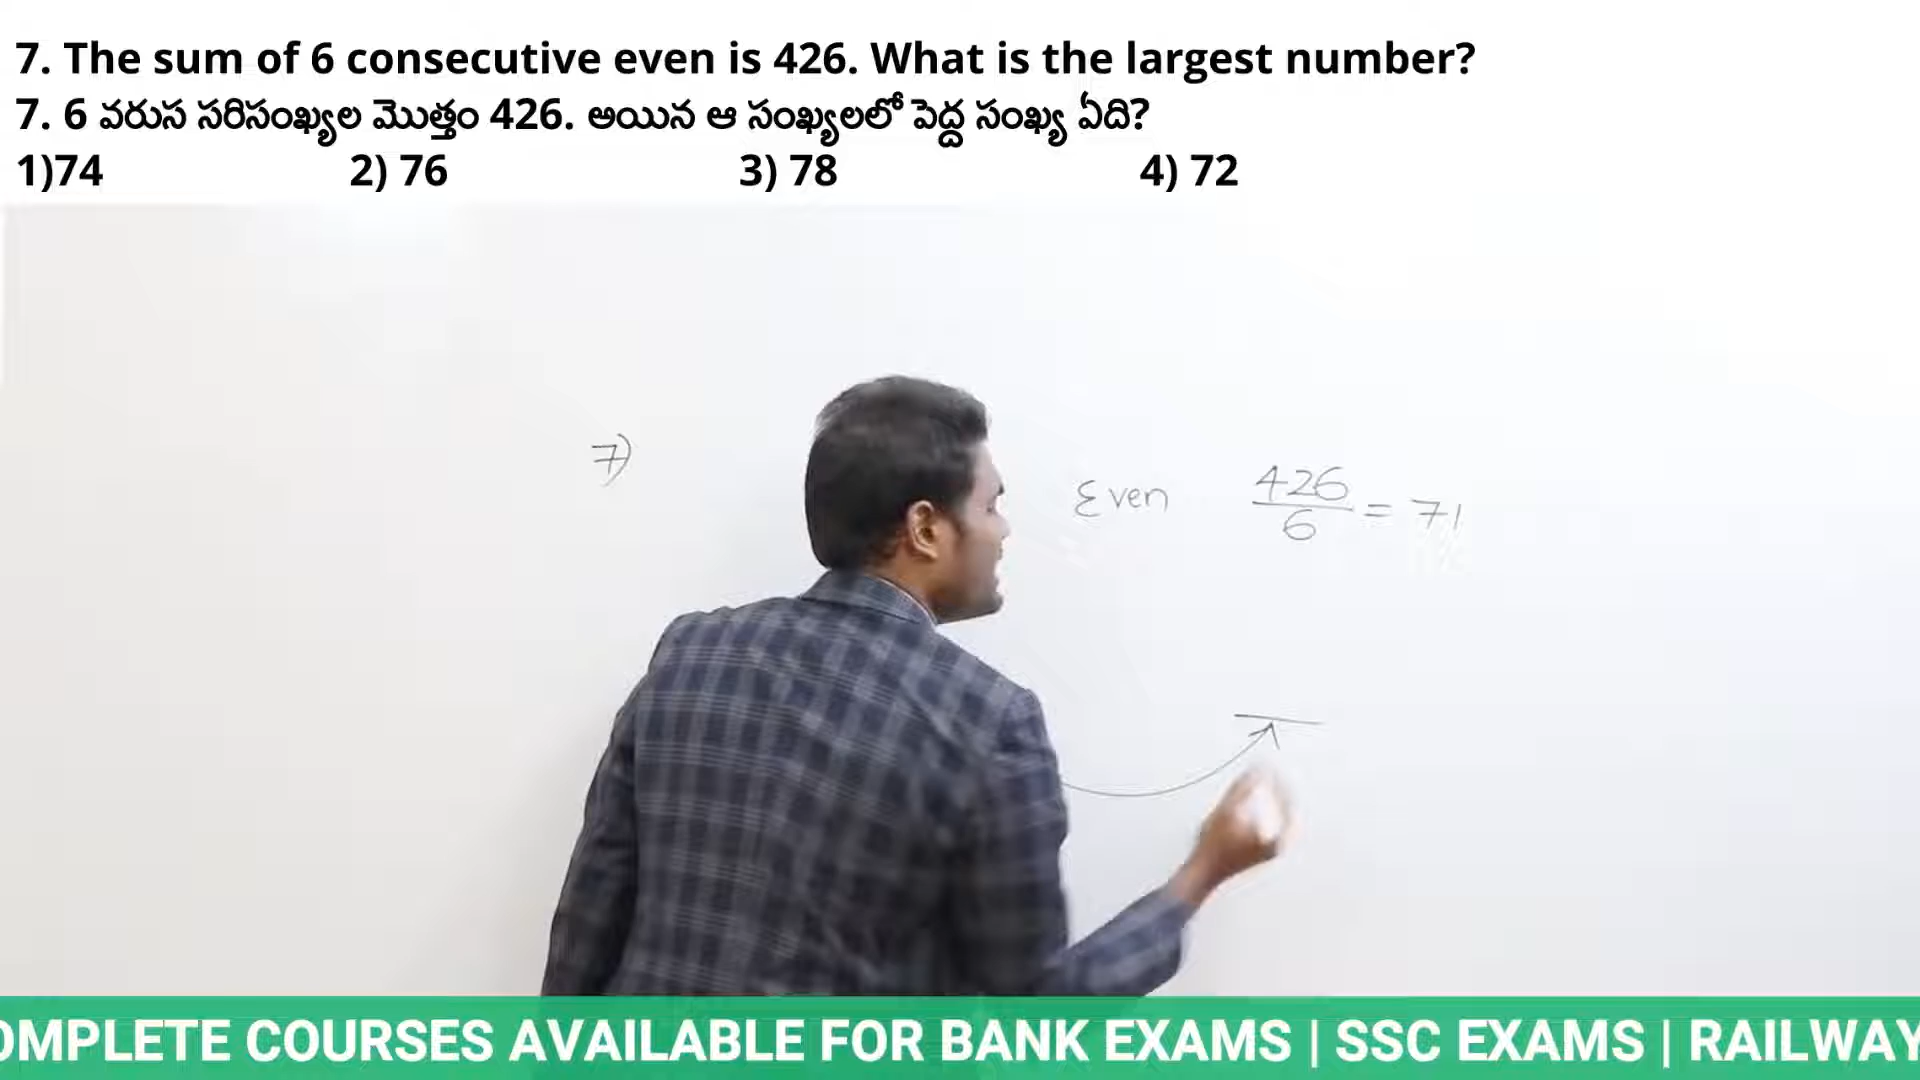 7. The sum of 6 consecutive even is 426. What is the largest number?
7. 6 వరుస సరిసంఖ్యల మొత్తం 426. అయిన ఆ సంఖ్యలలో పెద్ద సంఖ్య ఏది?
1)74 2) 76 3) 78 4) 72
7)
Even 426/6 = 71
OMPLETE COURSES AVAILABLE FOR BANK EXAMS | SSC EXAMS | RAILWAY